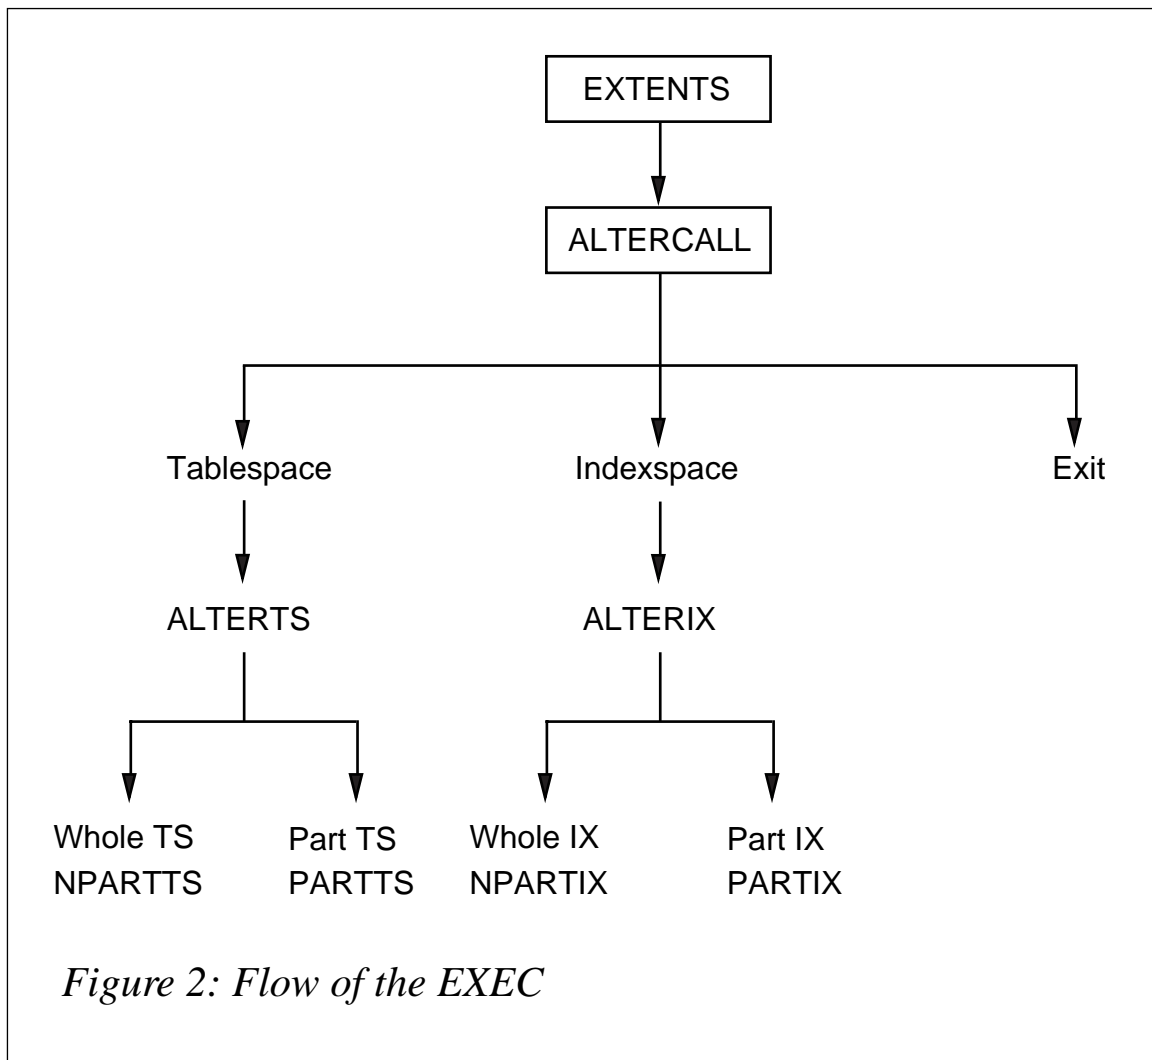 EXTENTS
ALTERCALL
Tablespace
Indexspace
Exit
ALTERTS
ALTERIX
Whole TS
NPARTTS
Part TS
PARTTS
Whole IX
NPARTIX
Part IX
PARTIX
Figure 2: Flow of the EXEC